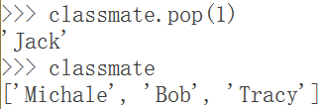 >>> classmate.pop(1)
'Jack'
>>> classmate
['Michale', 'Bob', 'Tracy']